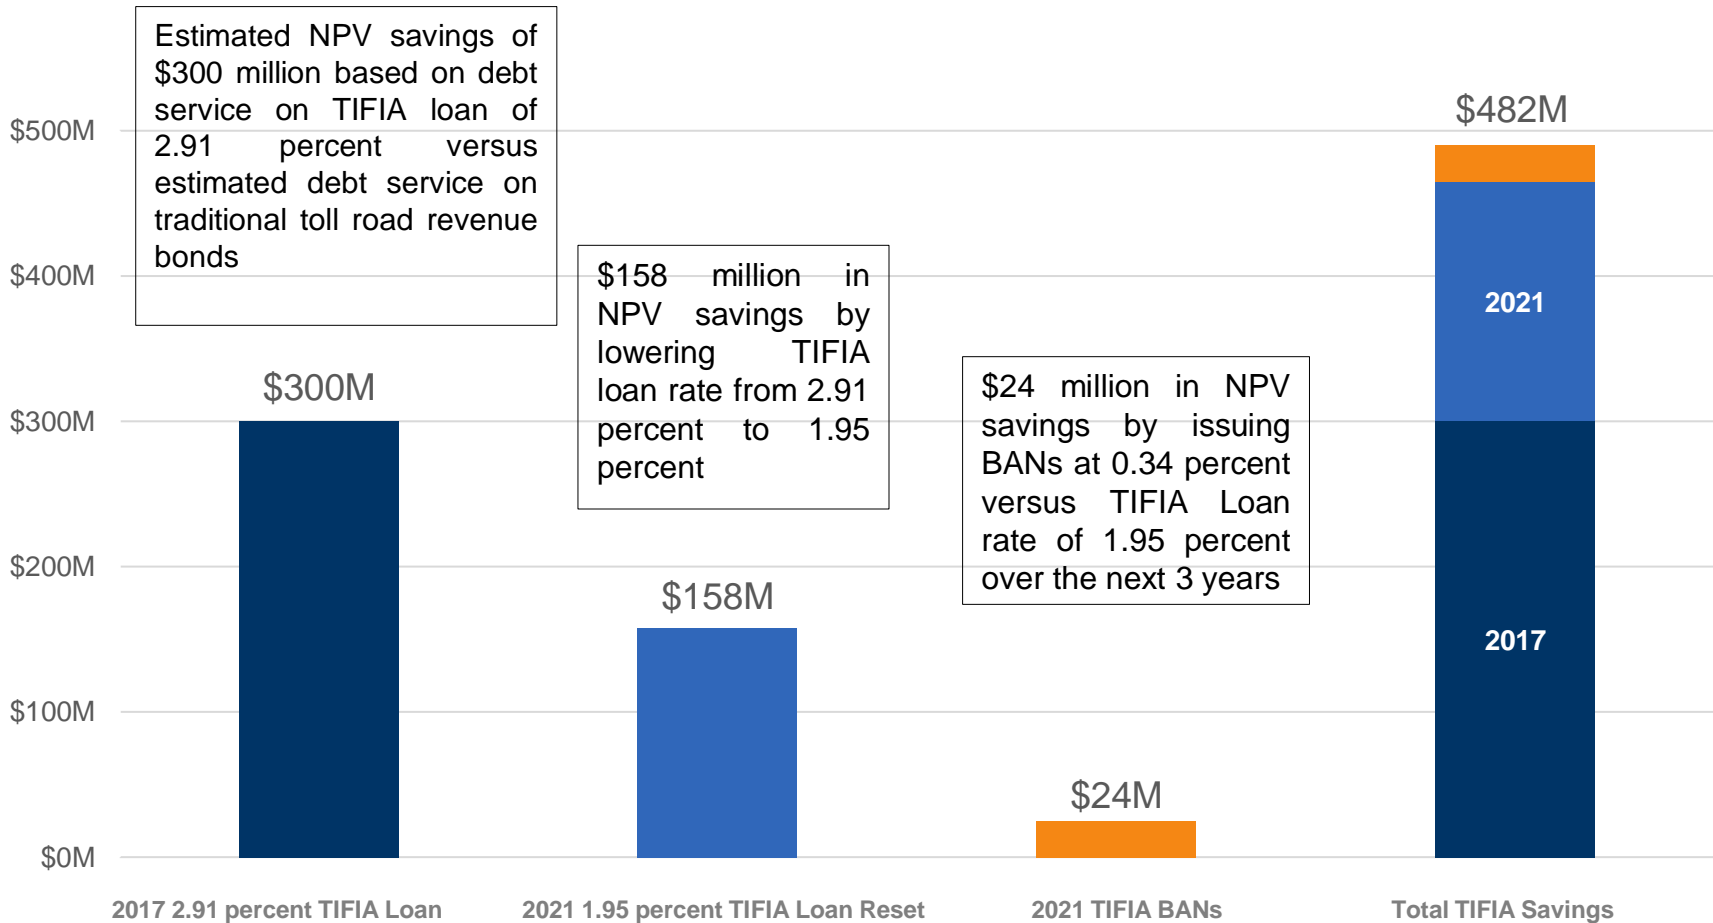 Estimated NPV savings of
$300 million based on debt
service on TIFIA loan of
2.91 percent versus
estimated debt service on
traditional toll road revenue
bonds
$158 million in
NPV savings by
lowering TIFIA
loan rate from 2.91
percent to 1.95
percent
$24 million in NPV
savings by issuing
BANs at 0.34 percent
versus TIFIA Loan
rate of 1.95 percent
over the next 3 years
$500M
$400M
$300M
$200M
$100M
$0M
$300M
$158M
$24M
$482M
2021
2017
2017 2.91 percent TIFIA Loan
2021 1.95 percent TIFIA Loan Reset
2021 TIFIA BANs
Total TIFIA Savings